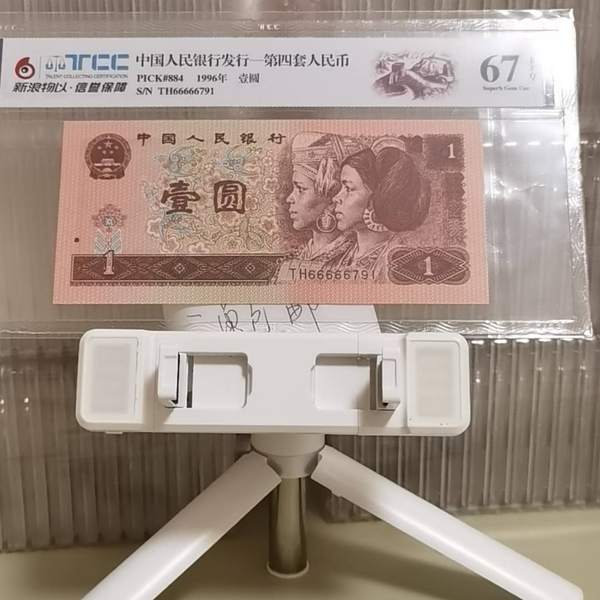 TCC
TALENT COLLECTING CERTIFICATION
新浪物以·信誉保障
中国人民银行发行—第四套人民币
PICK#884 1996年 壹圆
S/N TH66666791
67 EPQ
Superb Gem Unc
中国人民银行
壹圆
1
1
TH66666791
1